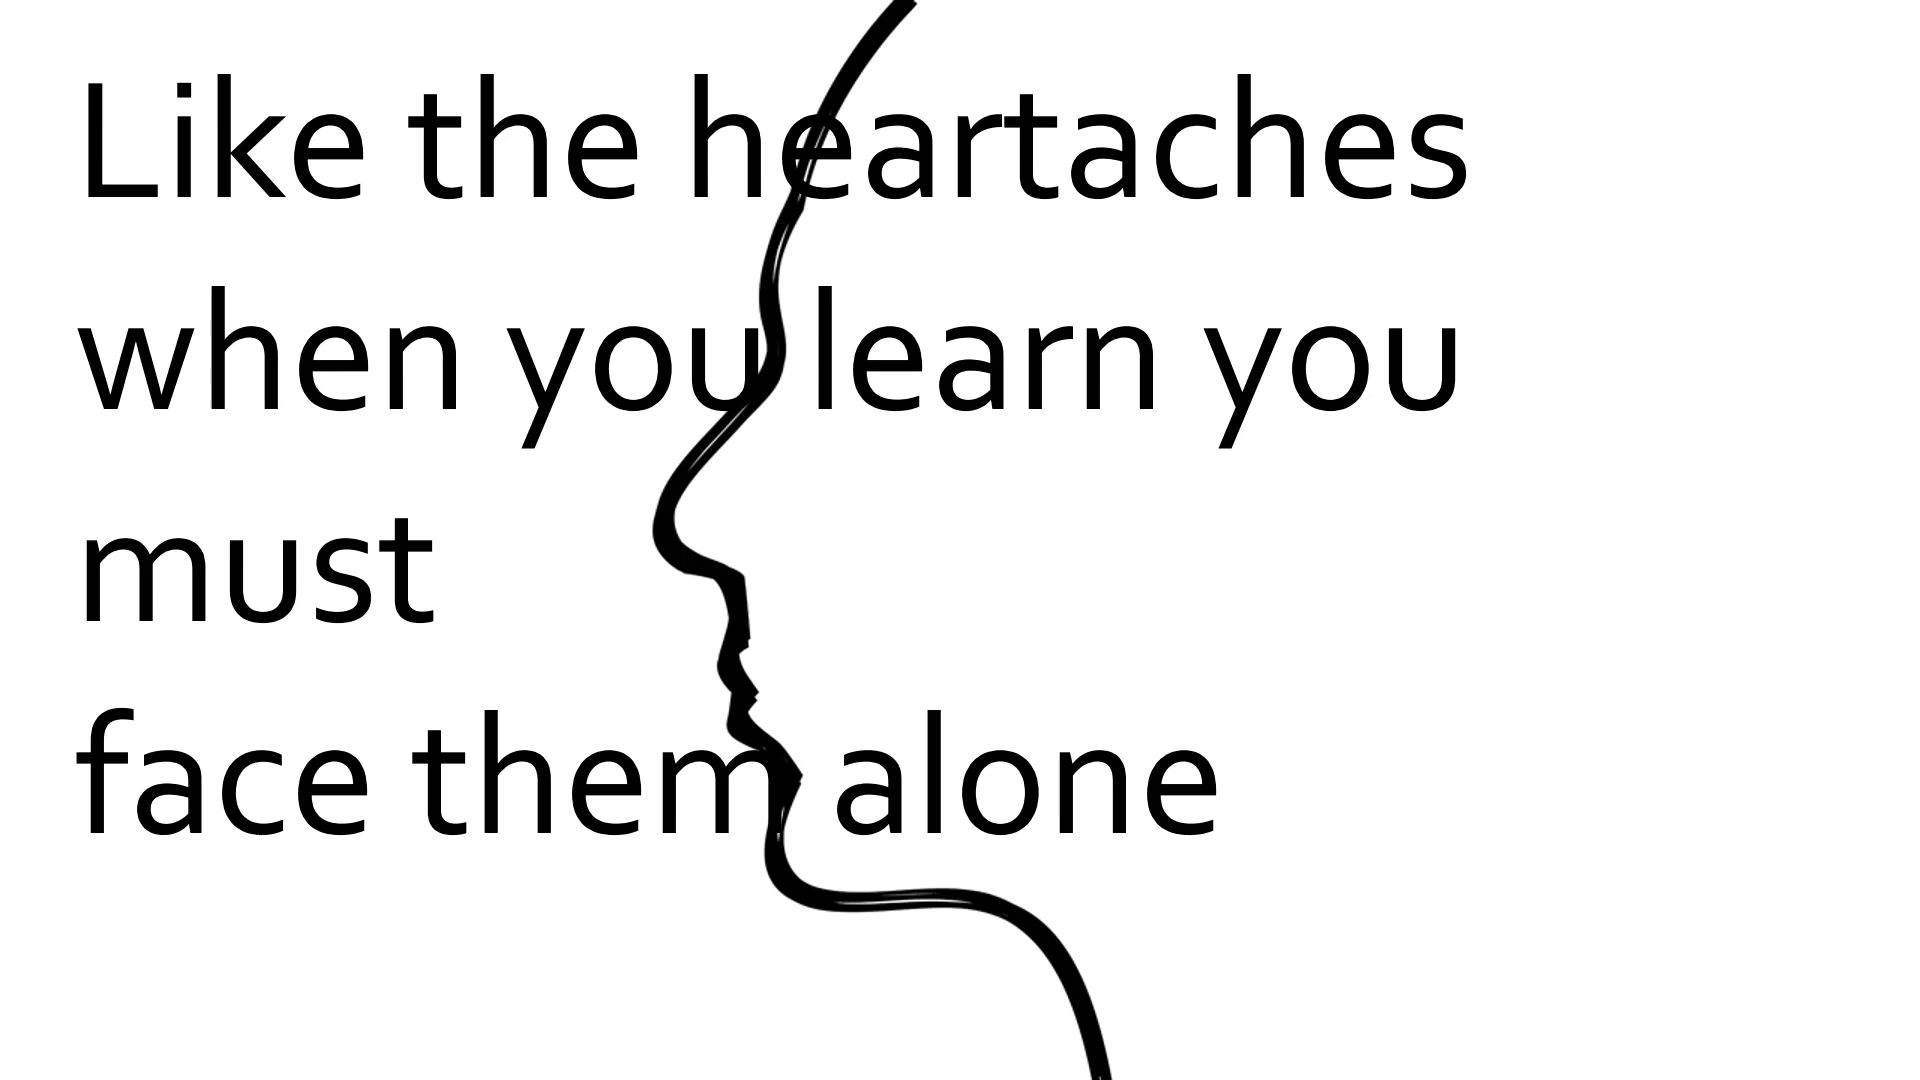 Like the heartaches
when you learn you
must
face them alone